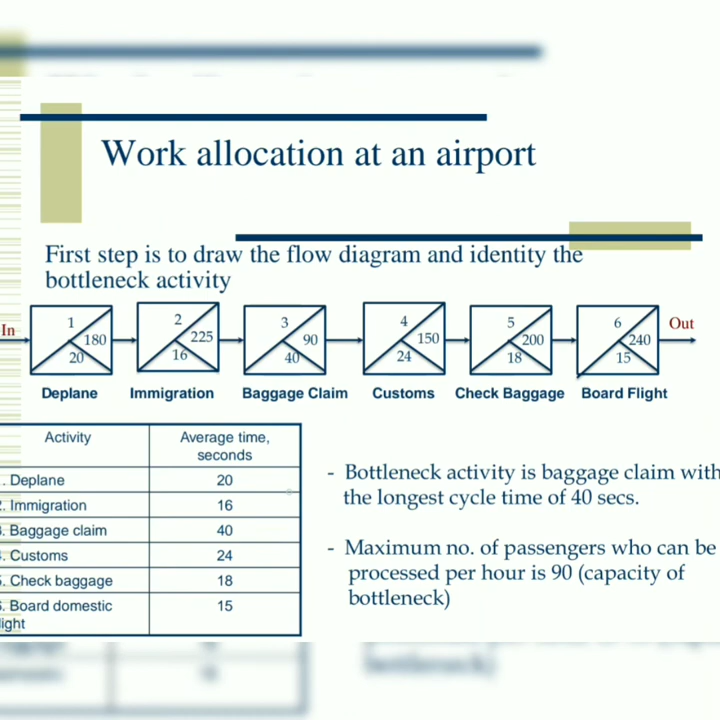 Work allocation at an airport
First step is to draw the flow diagram and identity the
bottleneck activity
In
1
180
20
2
225
16
3
90
40
4
150
24
5
200
18
6
240
15
Out
Deplane Immigration Baggage Claim Customs Check Baggage Board Flight
Activity Average time,
seconds
. Deplane 20
. Immigration 16
. Baggage claim 40
. Customs 24
. Check baggage 18
. Board domestic 15
light
- Bottleneck activity is baggage claim with
the longest cycle time of 40 secs.
- Maximum no. of passengers who can be
processed per hour is 90 (capacity of
bottleneck)